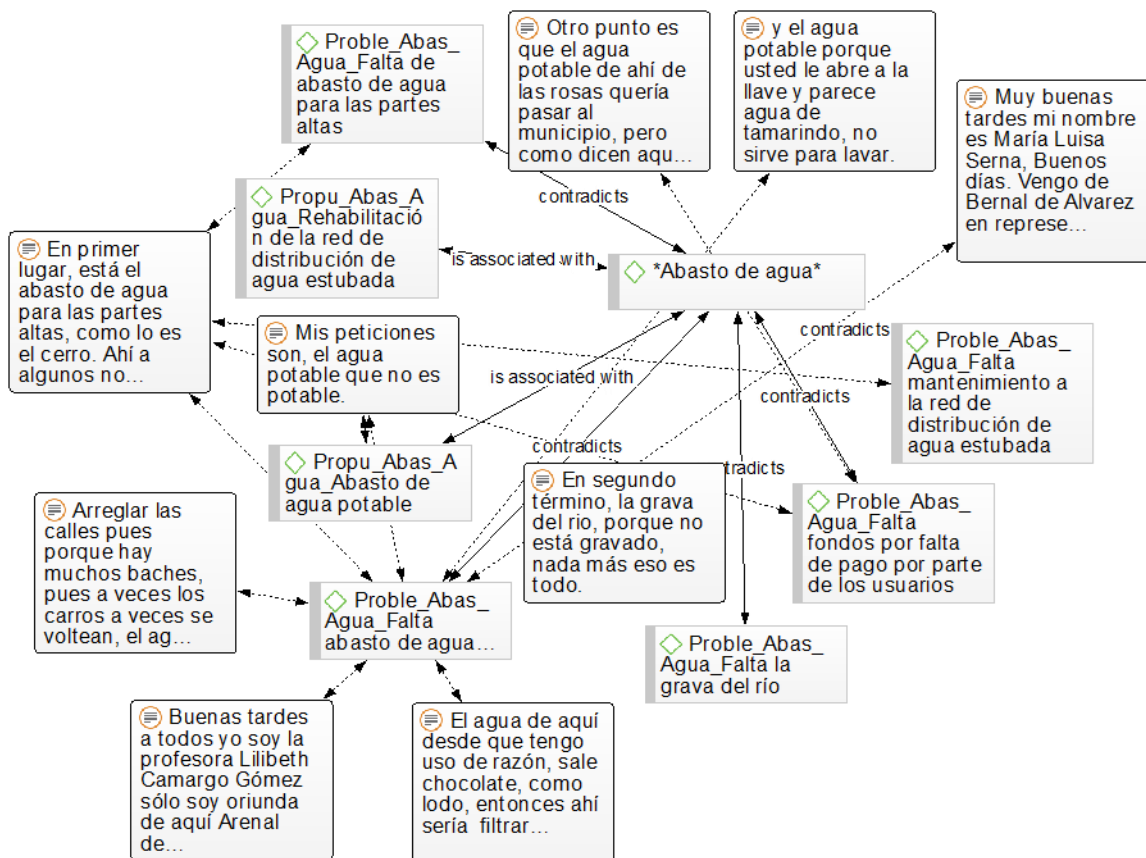 Proble_Abas_
Agua_Falta de
abasto de agua
para las partes
altas
Otro punto es
que el agua
potable de ahí de
las rosas quería
pasar al
municipio, pero
como dicen aqu...
y el agua
potable porque
usted le abre a la
llave y parece
agua de
tamarindo, no
sirve para lavar.
Muy buenas
tardes mi nombre
es María Luisa
Serna, Buenos
días. Vengo de
Bernal de Alvarez
en represe...
contradicts
Propu_Abas_A
gua_Rehabilitació
n de la red de
distribución de
agua estubada
is associated with
*Abasto de agua*
En primer
lugar, está el
abasto de agua
para las partes
altas, como lo es
el cerro. Ahí a
algunos no...
Mis peticiones
son, el agua
potable que no es
potable.
is associated with
contradicts
Proble_Abas_
Agua_Falta
mantenimiento a
la red de
distribución de
agua estubada
contradicts
contradicts
tradicts
Propu_Abas_A
gua_Abasto de
agua potable
En segundo
término, la grava
del rio, porque no
está gravado,
nada más eso es
todo.
Proble_Abas_
Agua_Falta
fondos por falta
de pago por parte
de los usuarios
Arreglar las
calles pues
porque hay
muchos baches,
pues a veces los
carros a veces se
voltean, el ag...
Proble_Abas_
Agua_Falta
abasto de agua...
Proble_Abas_
Agua_Falta la
grava del río
Buenas tardes
a todos yo soy la
profesora Lilibeth
Camargo Gómez
sólo soy oriunda
de aquí Arenal
de...
El agua de aquí
desde que tengo
uso de razón, sale
chocolate, como
lodo, entonces ahí
sería filtrar...